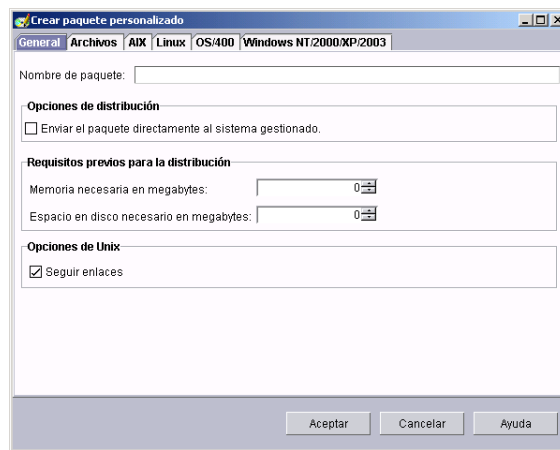 Crear paquete personalizado
General Archivos AIX Linux OS/400 Windows NT/2000/XP/2003
Nombre de paquete:
Opciones de distribución
Enviar el paquete directamente al sistema gestionado.
Requisitos previos para la distribución
Memoria necesaria en megabytes: 0
Espacio en disco necesario en megabytes: 0
Opciones de Unix
Seguir enlaces
Aceptar Cancelar Ayuda